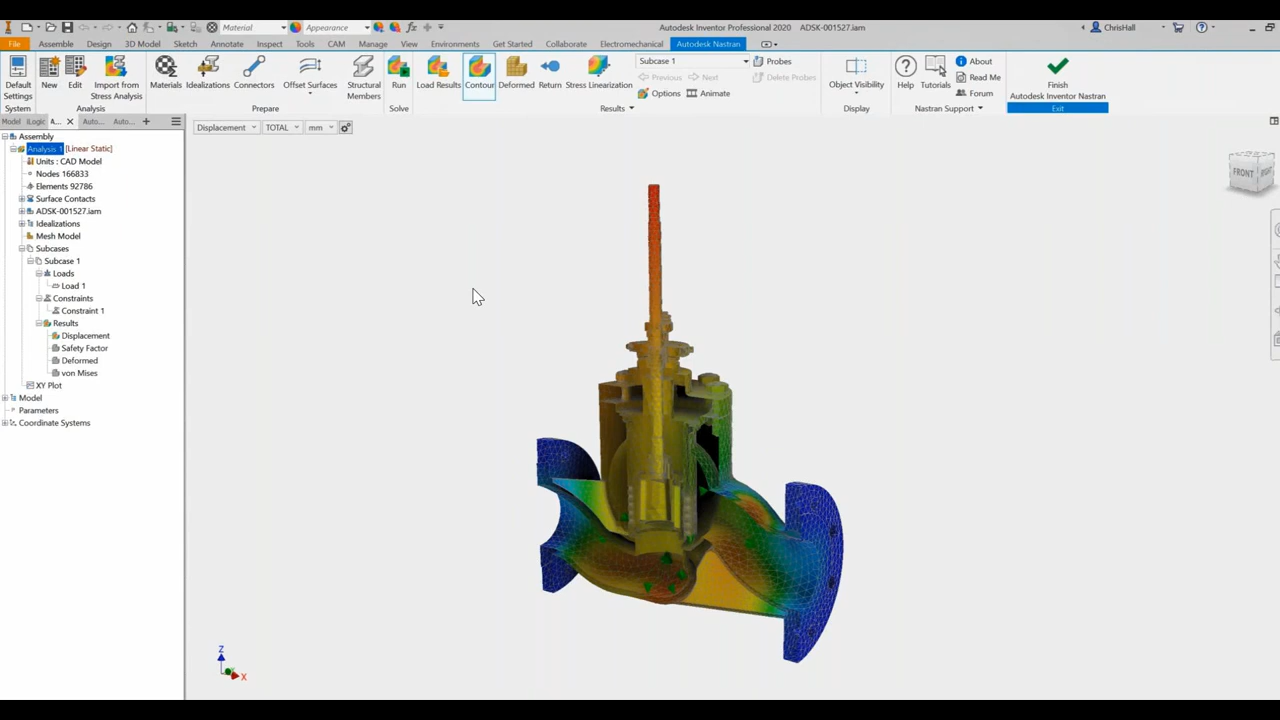 Material
Appearance
Autodesk Inventor Professional 2020 ADSK-001527.iam
ChrisHall
File Assemble Design 3D Model Sketch Annotate Inspect Tools CAM Manage View Environments Get Started Collaborate Electromechanical Autodesk Nastran
Default Settings
New
Edit
Import from Stress Analysis
Materials
Idealizations
Connectors
Offset Surfaces
Structural Members
Run
Load Results
Contour
Deformed
Return
Stress Linearization
Subcase 1
Previous Next
Options Animate
Probes
Delete Probes
Object Visibility
Help
Tutorials
About
Read Me
Forum
Finish Autodesk Inventor Nastran
System Analysis Prepare Solve Results Display Nastran Support Exit
Model iLogic A... Auto... Auto...
Displacement TOTAL mm
Assembly
Analysis 1 [Linear Static]
Units : CAD Model
Nodes 166833
Elements 92786
Surface Contacts
ADSK-001527.iam
Idealizations
Mesh Model
Subcases
Subcase 1
Loads
Load 1
Constraints
Constraint 1
Results
Displacement
Safety Factor
Deformed
von Mises
XY Plot
Model
Parameters
Coordinate Systems
FRONT RIGHT
Z
X